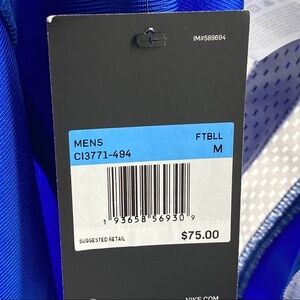 IM#589694
MENS FTBLL
CI3771-494 M
1 93658 56930 9
SUGGESTED RETAIL $75.00
NIKE.COM